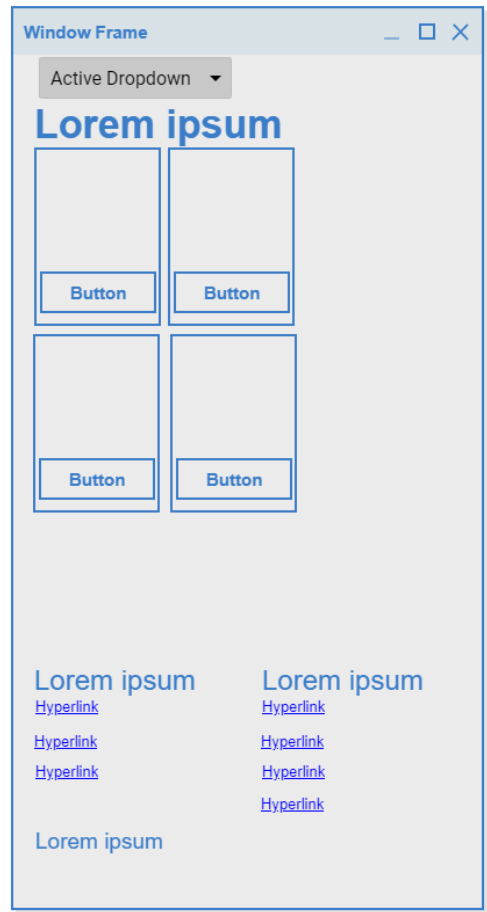 Window Frame
Active Dropdown
Lorem ipsum
Button Button
Button Button
Lorem ipsum
Hyperlink
Hyperlink
Hyperlink
Lorem ipsum
Hyperlink
Hyperlink
Hyperlink
Hyperlink
Lorem ipsum